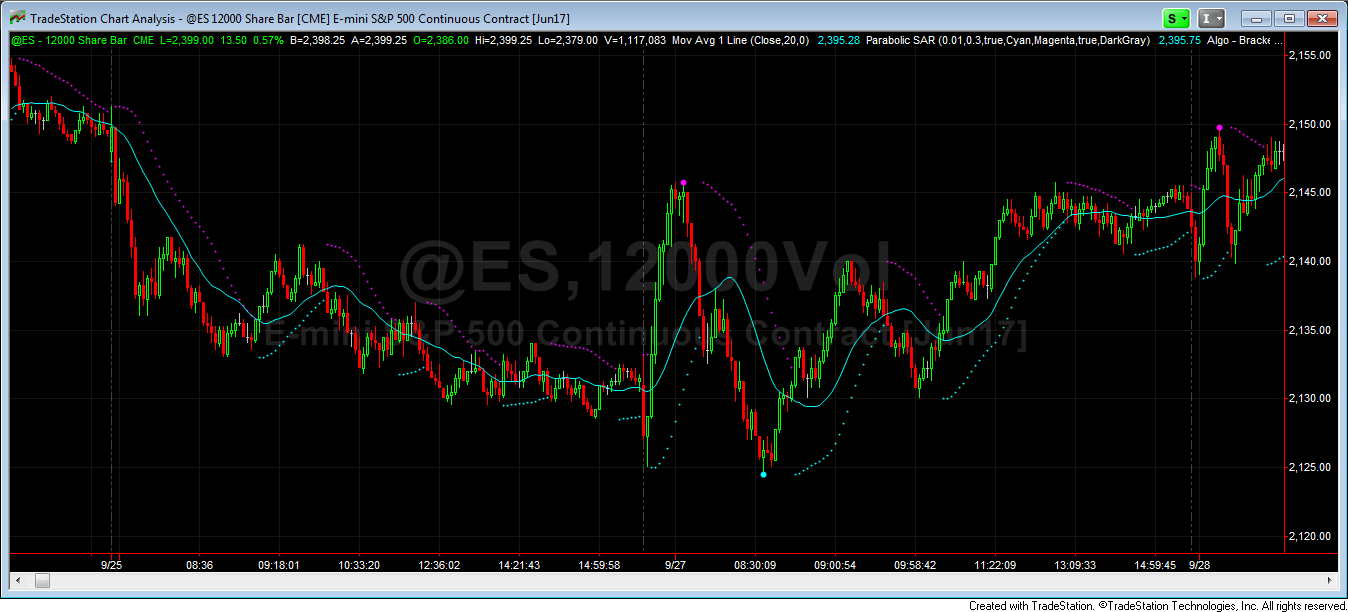 TradeStation Chart Analysis - @ES 12000 Share Bar [CME] E-mini S&P 500 Continuous Contract [Jun17]
S I
@ES - 12000 Share Bar CME L=2,399.00 13.50 0.57% B=2,398.25 A=2,399.25 O=2,386.00 Hi=2,399.25 Lo=2,379.00 V=1,117,083 Mov Avg 1 Line (Close,20,0) 2,395.28 Parabolic SAR (0.01,0.3,true,Cyan,Magenta,true,DarkGray) 2,395.75 Algo - Bracke ...
2,155.00
2,150.00
2,145.00
@ES,12000Vol
2,140.00
E-mini S&P 500 Continuous Contract [Jun17]
2,135.00
2,130.00
2,125.00
2,120.00
9/25 08:36 09:18:01 10:33:20 12:36:02 14:21:43 14:59:58 9/27 08:30:09 09:00:54 09:58:42 11:22:09 13:09:33 14:59:45 9/28
Created with TradeStation. ©TradeStation Technologies, Inc. All rights reserved.